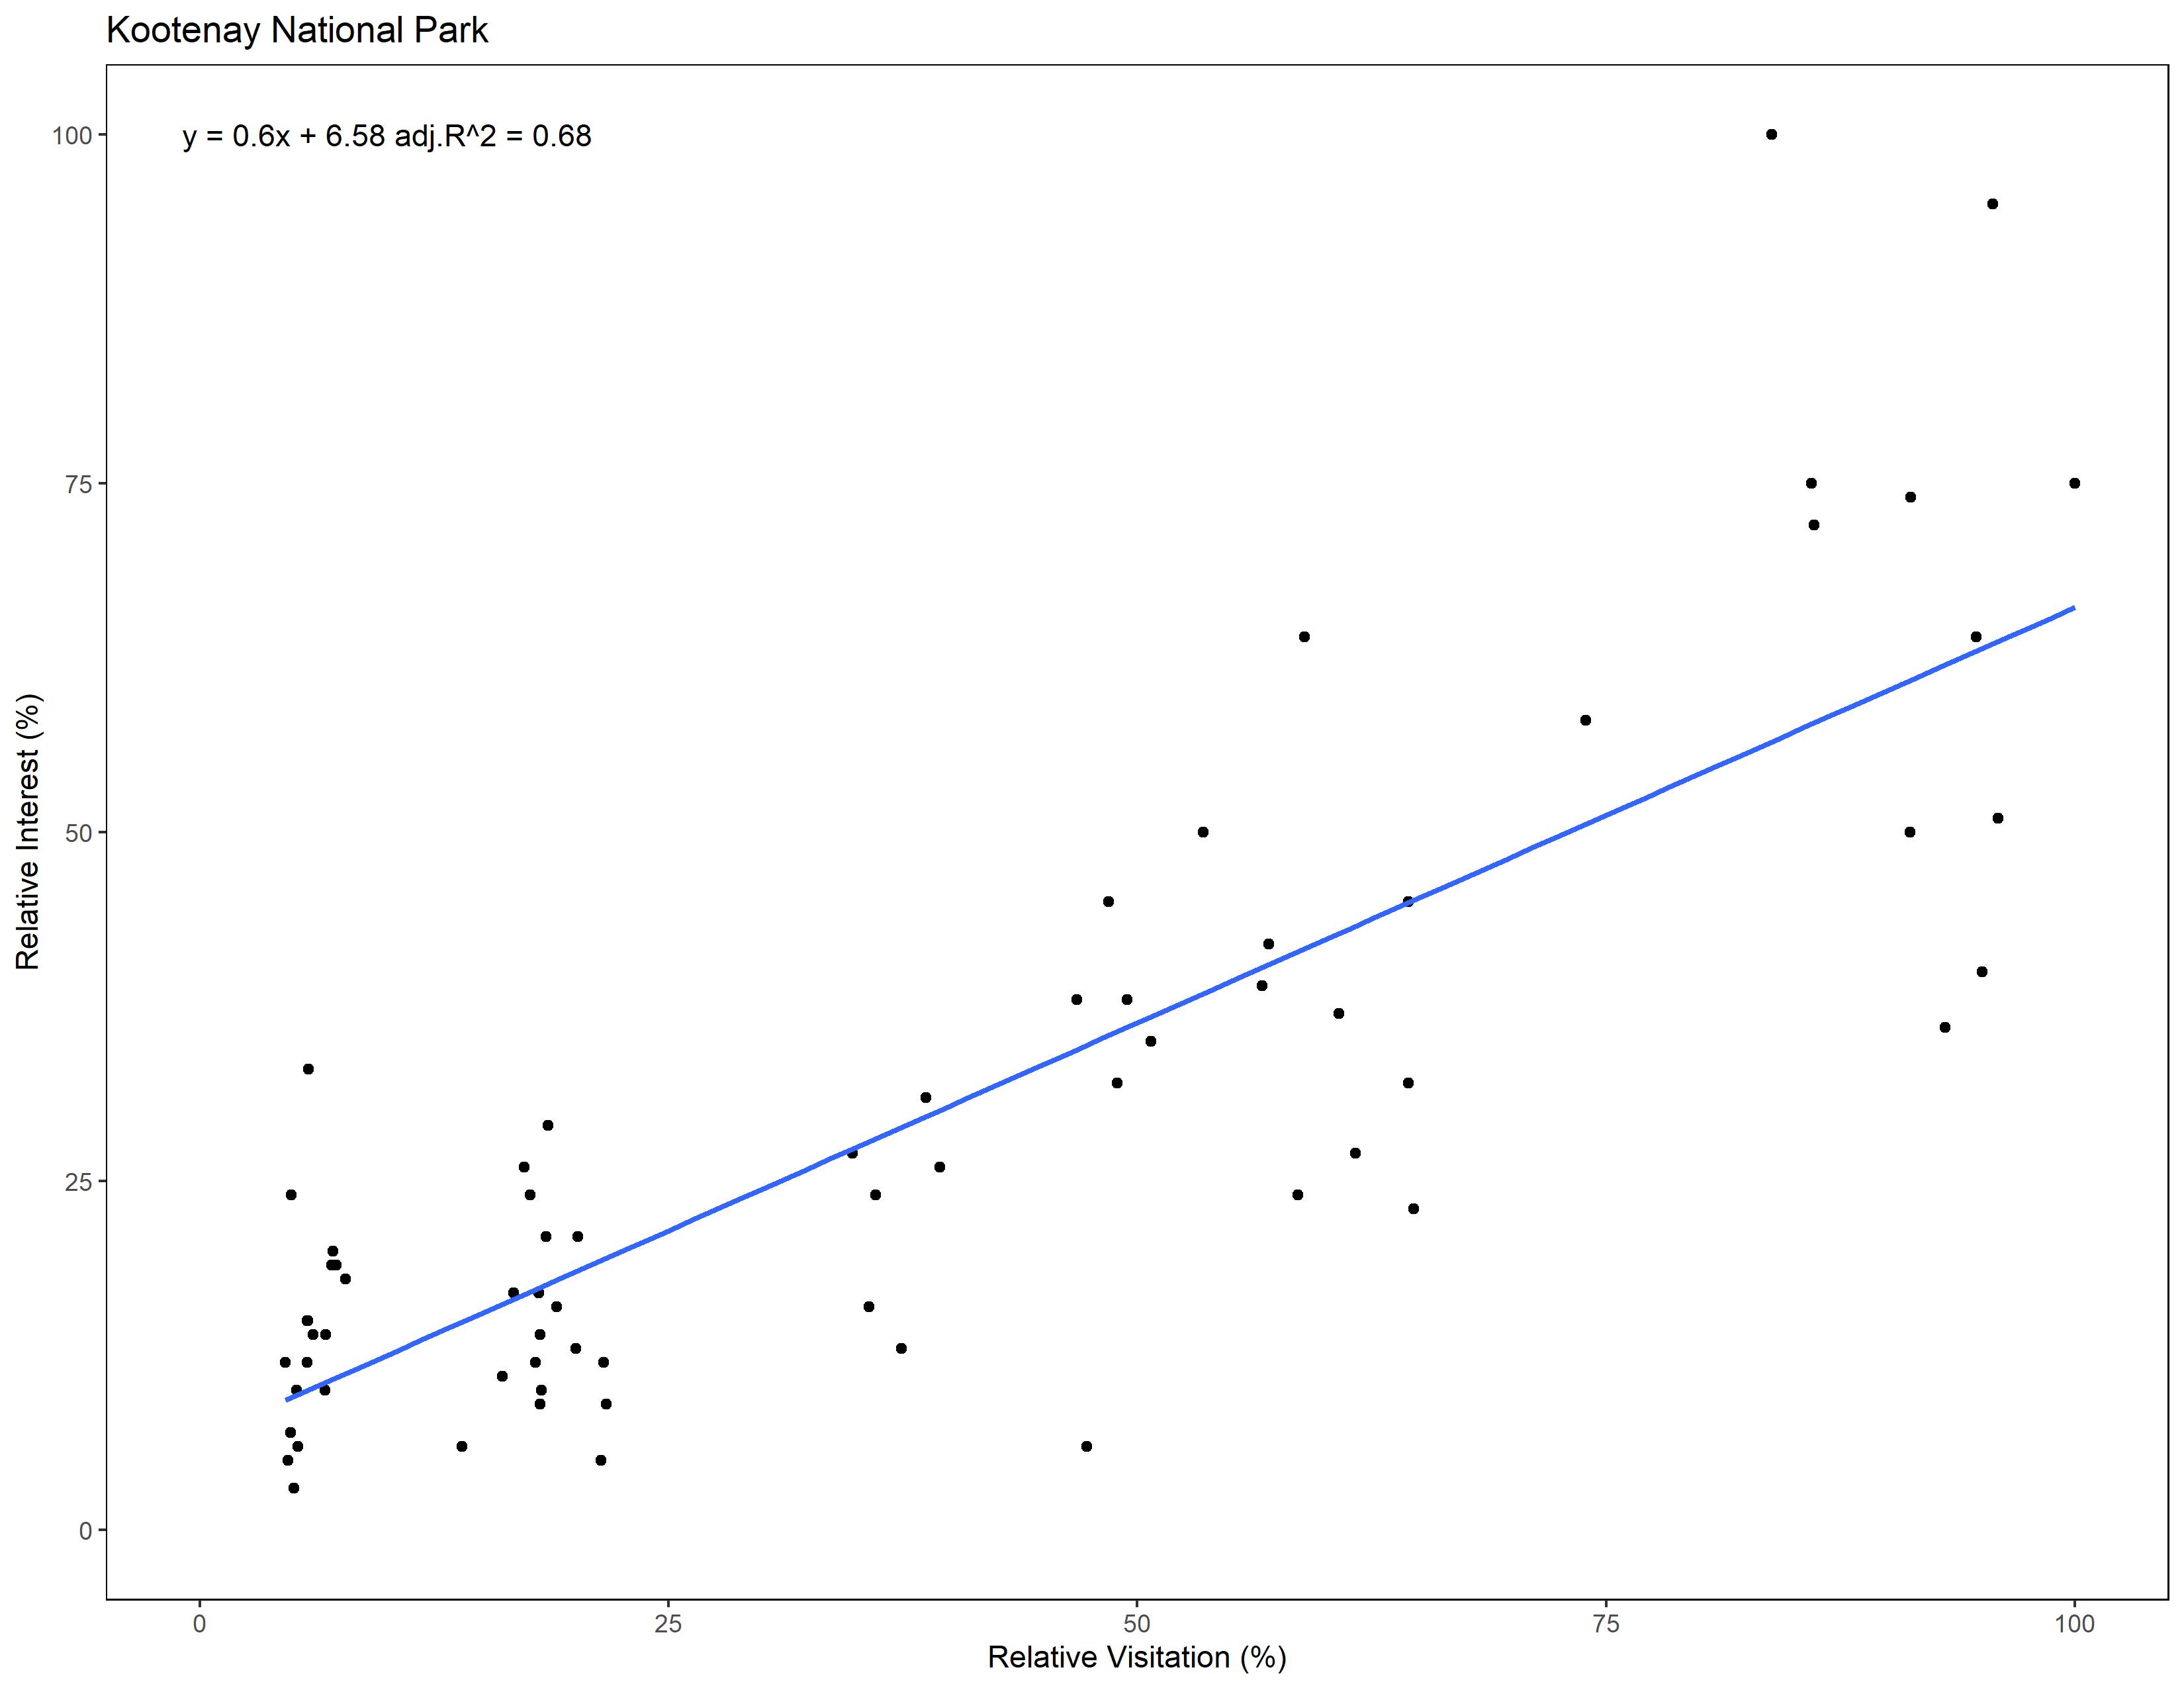 Kootenay National Park
y = 0.6x + 6.58 adj.R^2 = 0.68
100
75
50
25
0
Relative Interest (%)
0 25 50 75 100
Relative Visitation (%)